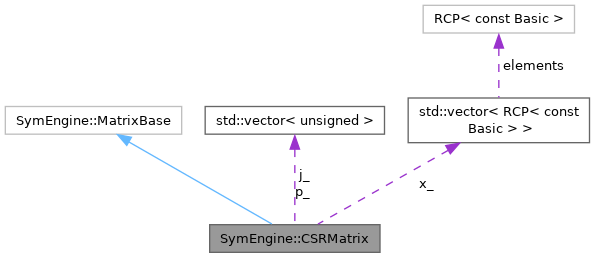 RCP< const Basic >
elements
SymEngine::MatrixBase
std::vector< unsigned >
std::vector< RCP< const
Basic > >
j_
p_
x_
SymEngine::CSRMatrix